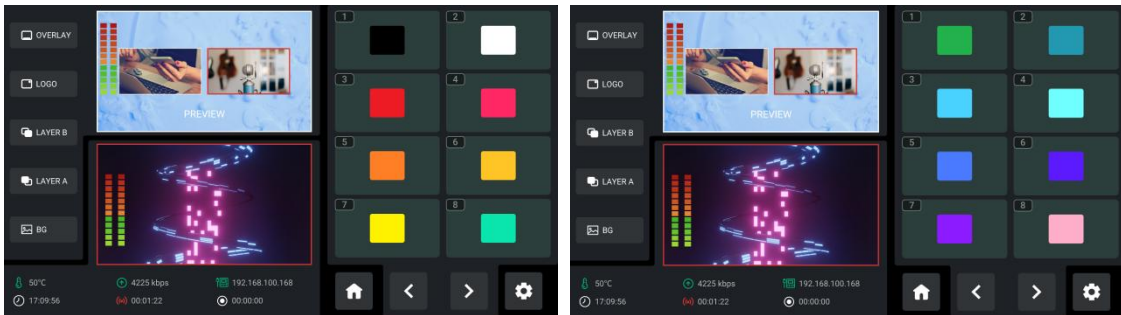 OVERLAY
LOGO
LAYER B
LAYER A
BG
PREVIEW
1 2
3 4
5 6
7 8
50°C 4225 kbps 192.168.100.168
17:09:56 00:01:22 00:00:00
OVERLAY
LOGO
LAYER B
LAYER A
BG
PREVIEW
1 2
3 4
5 6
7 8
50°C 4225 kbps 192.168.100.168
17:09:56 00:01:22 00:00:00